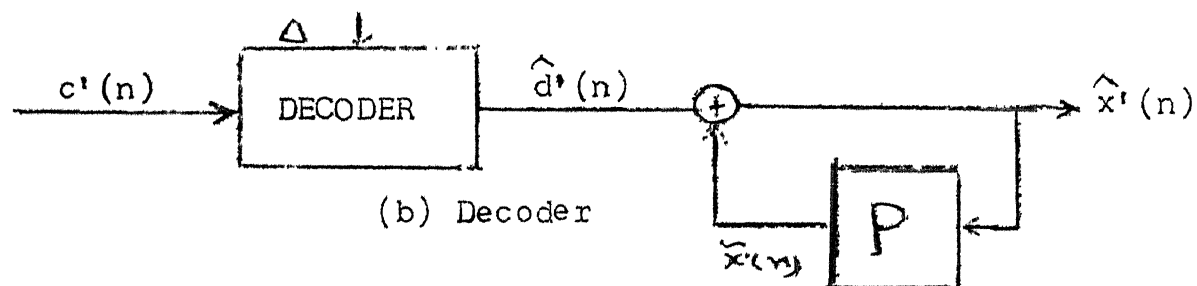 Δ
c'(n)
DECODER
d̂'(n)
+
x̂'(n)
(b) Decoder
P
x̃'(n)